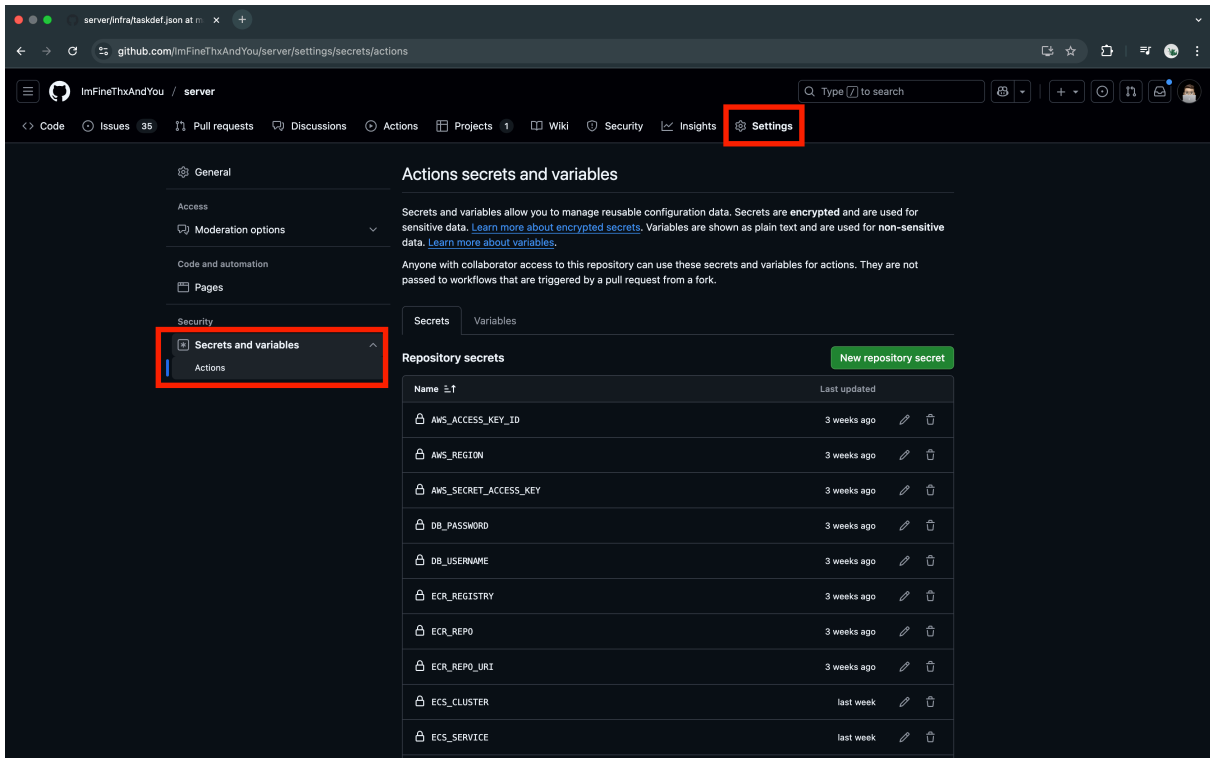 server/infra/taskdef.json at m
github.com/ImFineThxAndYou/server/settings/secrets/actions
ImFineThxAndYou / server
Type / to search
Code Issues 35 Pull requests Discussions Actions Projects 1 Wiki Security Insights Settings
General
Access
Moderation options
Code and automation
Pages
Security
Secrets and variables
Actions
Actions secrets and variables
Secrets and variables allow you to manage reusable configuration data. Secrets are encrypted and are used for
sensitive data. Learn more about encrypted secrets. Variables are shown as plain text and are used for non-sensitive
data. Learn more about variables.
Anyone with collaborator access to this repository can use these secrets and variables for actions. They are not
passed to workflows that are triggered by a pull request from a fork.
Secrets Variables
Repository secrets New repository secret
Name Last updated
AWS_ACCESS_KEY_ID 3 weeks ago
AWS_REGION 3 weeks ago
AWS_SECRET_ACCESS_KEY 3 weeks ago
DB_PASSWORD 3 weeks ago
DB_USERNAME 3 weeks ago
ECR_REGISTRY 3 weeks ago
ECR_REPO 3 weeks ago
ECR_REPO_URI 3 weeks ago
ECS_CLUSTER last week
ECS_SERVICE last week